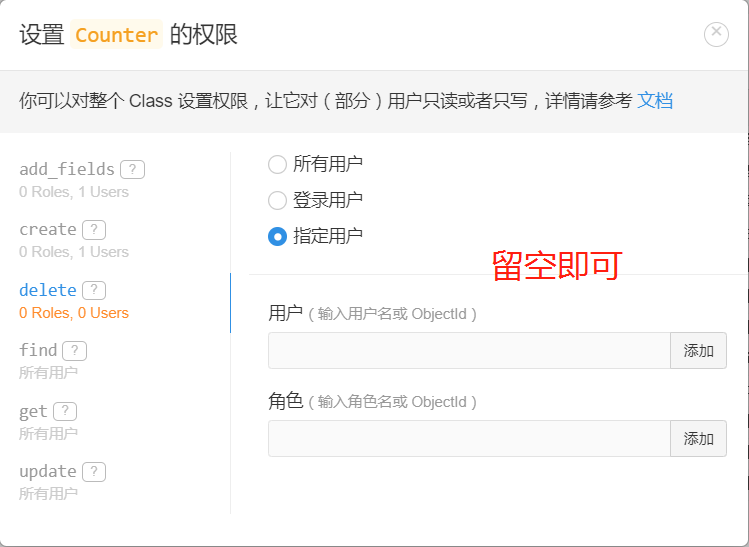 设置 Counter 的权限
你可以对整个 Class 设置权限，让它对（部分）用户只读或者只写，详情请参考 文档
add_fields ?
0 Roles, 1 Users
create ?
0 Roles, 1 Users
delete ?
0 Roles, 0 Users
find ?
所有用户
get ?
所有用户
update ?
所有用户
所有用户
登录用户
指定用户
留空即可
用户（输入用户名或 ObjectId）
添加
角色（输入角色名或 ObjectId）
添加